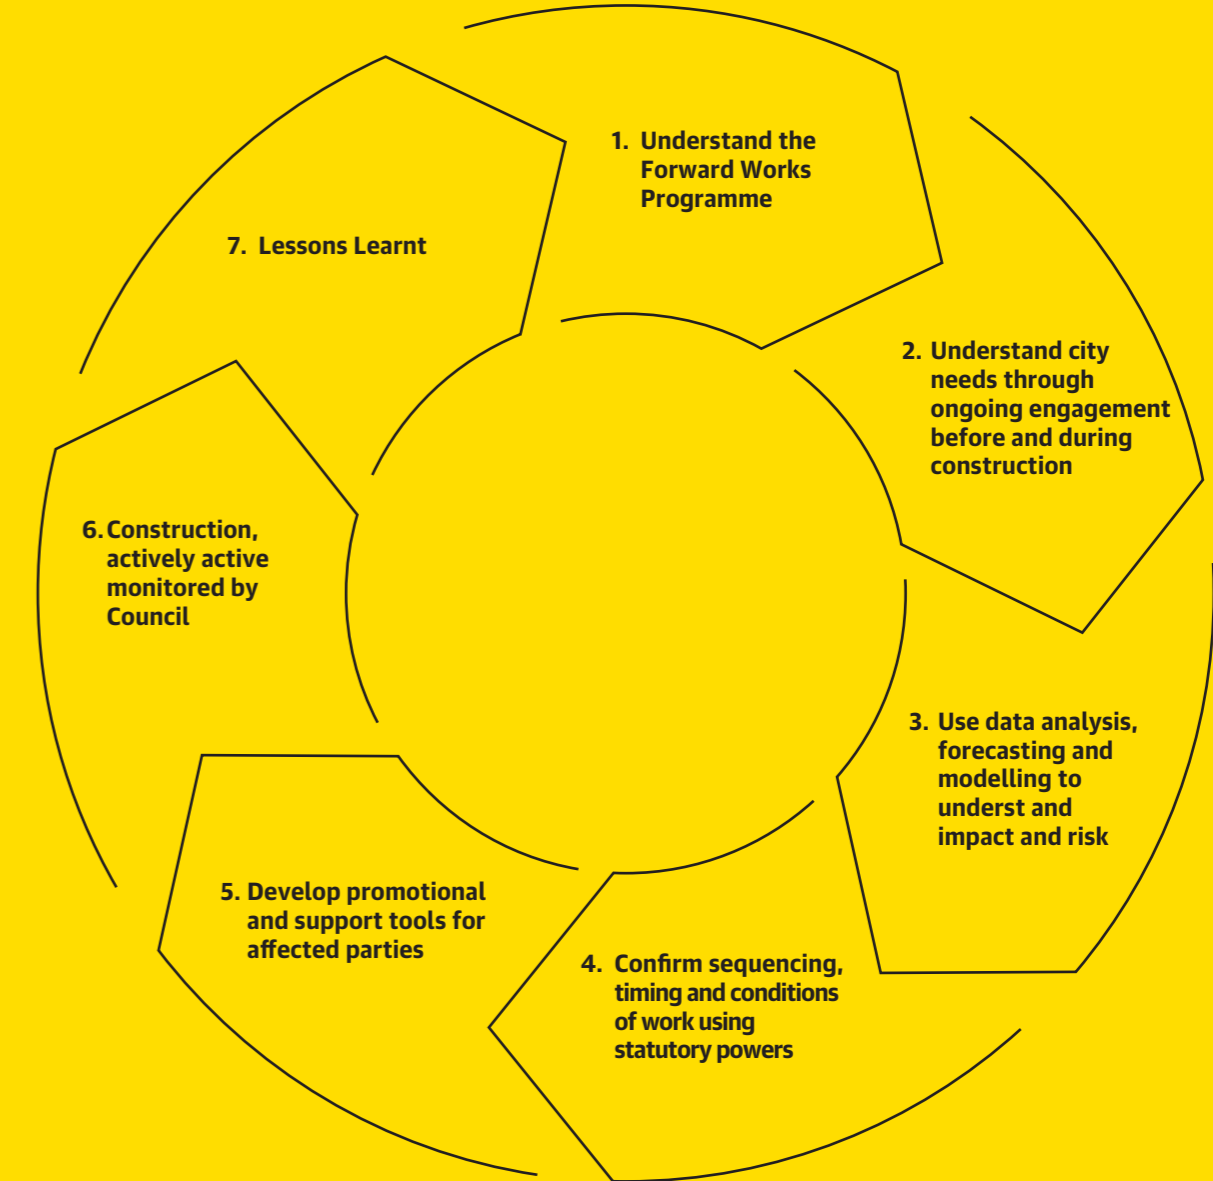 1. Understand the
Forward Works
Programme
2. Understand city
needs through
ongoing engagement
before and during
construction
3. Use data analysis,
forecasting and
modelling to
underst and
impact and risk
4. Confirm sequencing,
timing and conditions
of work using
statutory powers
5. Develop promotional
and support tools for
affected parties
6. Construction,
actively active
monitored by
Council
7. Lessons Learnt